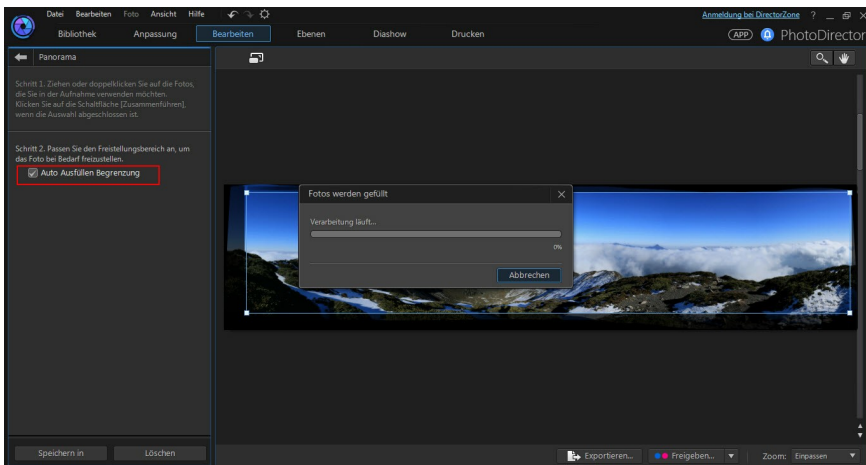 Datei Bearbeiten Foto Ansicht Hilfe
Anmeldung bei DirectorZone ?
Bibliothek Anpassung Bearbeiten Ebenen Diashow Drucken
APP PhotoDirector
Panorama
Schritt 1. Ziehen oder doppelklicken Sie auf die Fotos,
die Sie in der Aufnahme verwenden möchten.
Klicken Sie auf die Schaltfläche [Zusammenführen],
wenn die Auswahl abgeschlossen ist.
Schritt 2. Passen Sie den Freistellungsbereich an, um
das Foto bei Bedarf freizustellen.
Auto Ausfüllen Begrenzung
Fotos werden gefüllt
Verarbeitung läuft...
0%
Abbrechen
Speichern in Löschen
Exportieren... Freigeben... Zoom: Einpassen